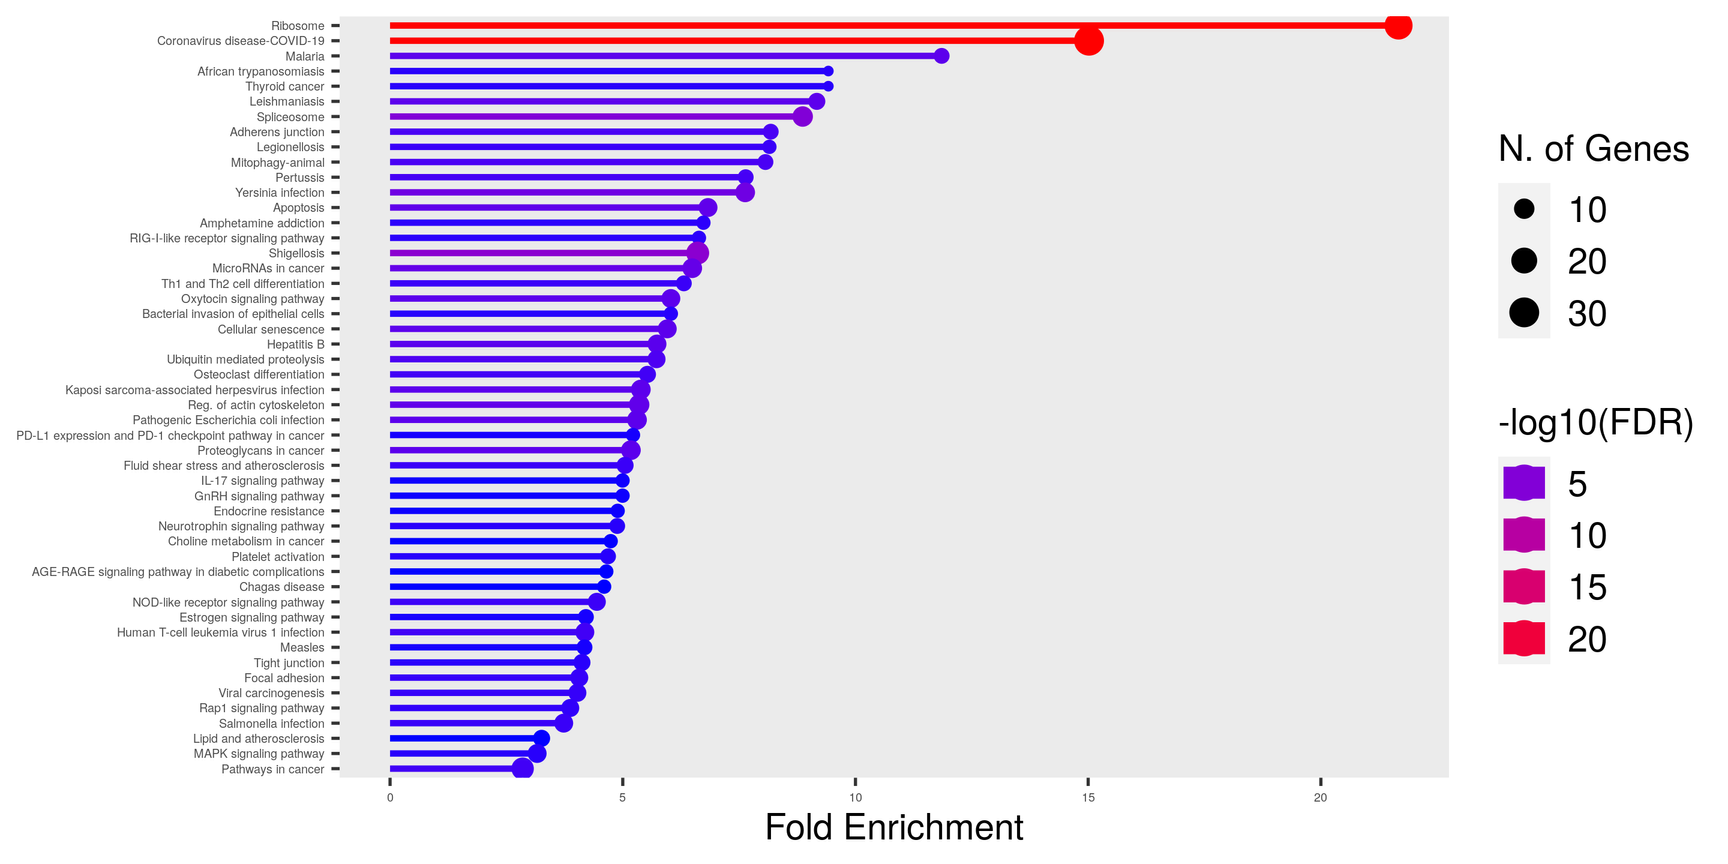 Ribosome
Coronavirus disease-COVID-19
Malaria
African trypanosomiasis
Thyroid cancer
Leishmaniasis
Spliceosome
Adherens junction
Legionellosis
Mitophagy-animal
Pertussis
Yersinia infection
Apoptosis
Amphetamine addiction
RIG-I-like receptor signaling pathway
Shigellosis
MicroRNAs in cancer
Th1 and Th2 cell differentiation
Oxytocin signaling pathway
Bacterial invasion of epithelial cells
Cellular senescence
Hepatitis B
Ubiquitin mediated proteolysis
Osteoclast differentiation
Kaposi sarcoma-associated herpesvirus infection
Reg. of actin cytoskeleton
Pathogenic Escherichia coli infection
PD-L1 expression and PD-1 checkpoint pathway in cancer
Proteoglycans in cancer
Fluid shear stress and atherosclerosis
IL-17 signaling pathway
GnRH signaling pathway
Endocrine resistance
Neurotrophin signaling pathway
Choline metabolism in cancer
Platelet activation
AGE-RAGE signaling pathway in diabetic complications
Chagas disease
NOD-like receptor signaling pathway
Estrogen signaling pathway
Human T-cell leukemia virus 1 infection
Measles
Tight junction
Focal adhesion
Viral carcinogenesis
Rap1 signaling pathway
Salmonella infection
Lipid and atherosclerosis
MAPK signaling pathway
Pathways in cancer
0 5 10 15 20
Fold Enrichment
N. of Genes
10
20
30
-log10(FDR)
5
10
15
20